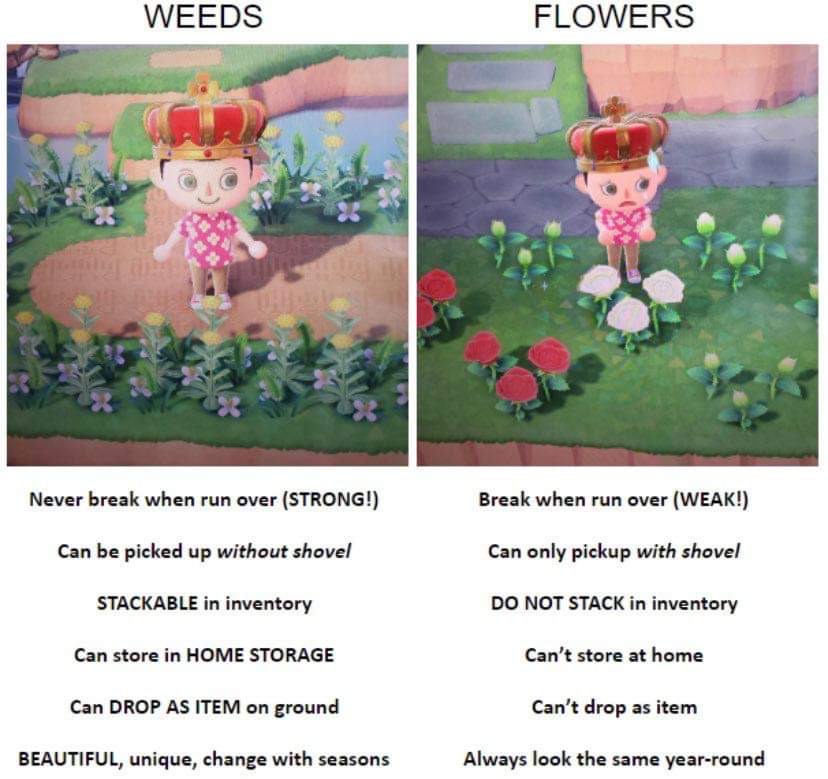 WEEDS
FLOWERS
Never break when run over (STRONG!)
Break when run over (WEAK!)
Can be picked up without shovel
Can only pickup with shovel
STACKABLE in inventory
DO NOT STACK in inventory
Can store in HOME STORAGE
Can’t store at home
Can DROP AS ITEM on ground
Can’t drop as item
BEAUTIFUL, unique, change with seasons
Always look the same year-round